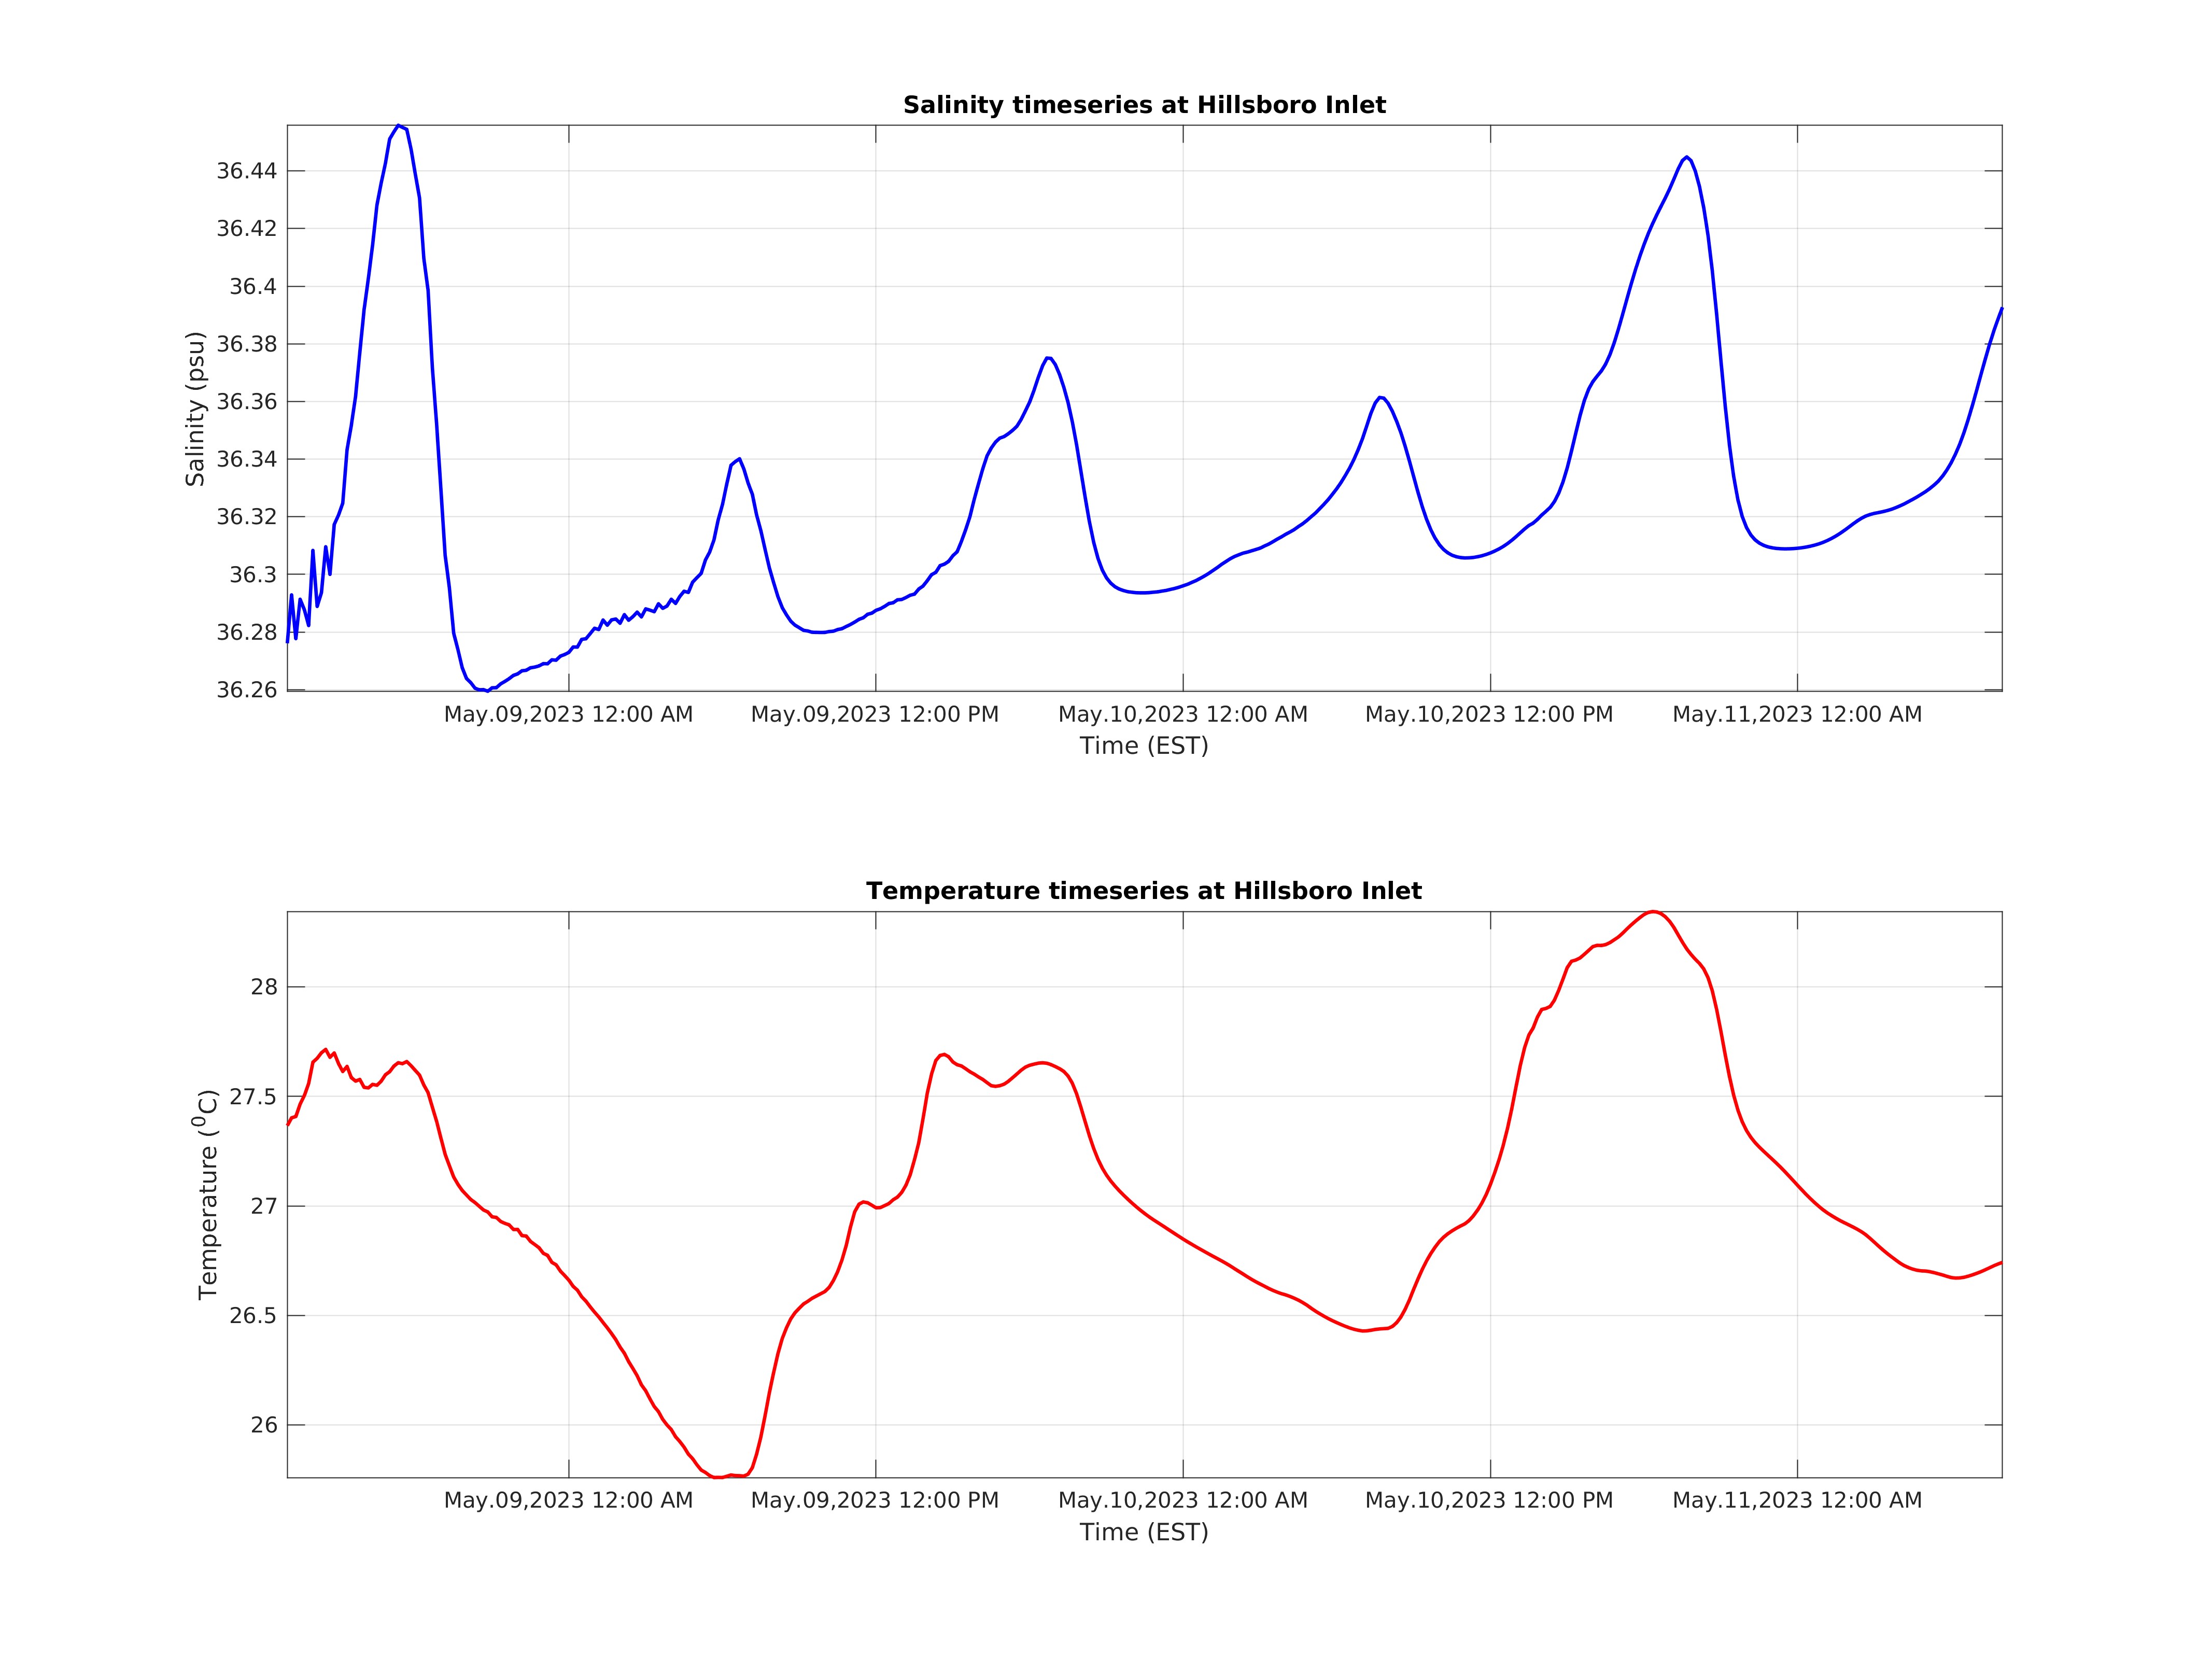 Salinity timeseries at Hillsboro Inlet
Salinity (psu)
36.44
36.42
36.4
36.38
36.36
36.34
36.32
36.3
36.28
36.26
May.09,2023 12:00 AM May.09,2023 12:00 PM May.10,2023 12:00 AM May.10,2023 12:00 PM May.11,2023 12:00 AM
Time (EST)
Temperature timeseries at Hillsboro Inlet
Temperature (⁰C)
28
27.5
27
26.5
26
May.09,2023 12:00 AM May.09,2023 12:00 PM May.10,2023 12:00 AM May.10,2023 12:00 PM May.11,2023 12:00 AM
Time (EST)